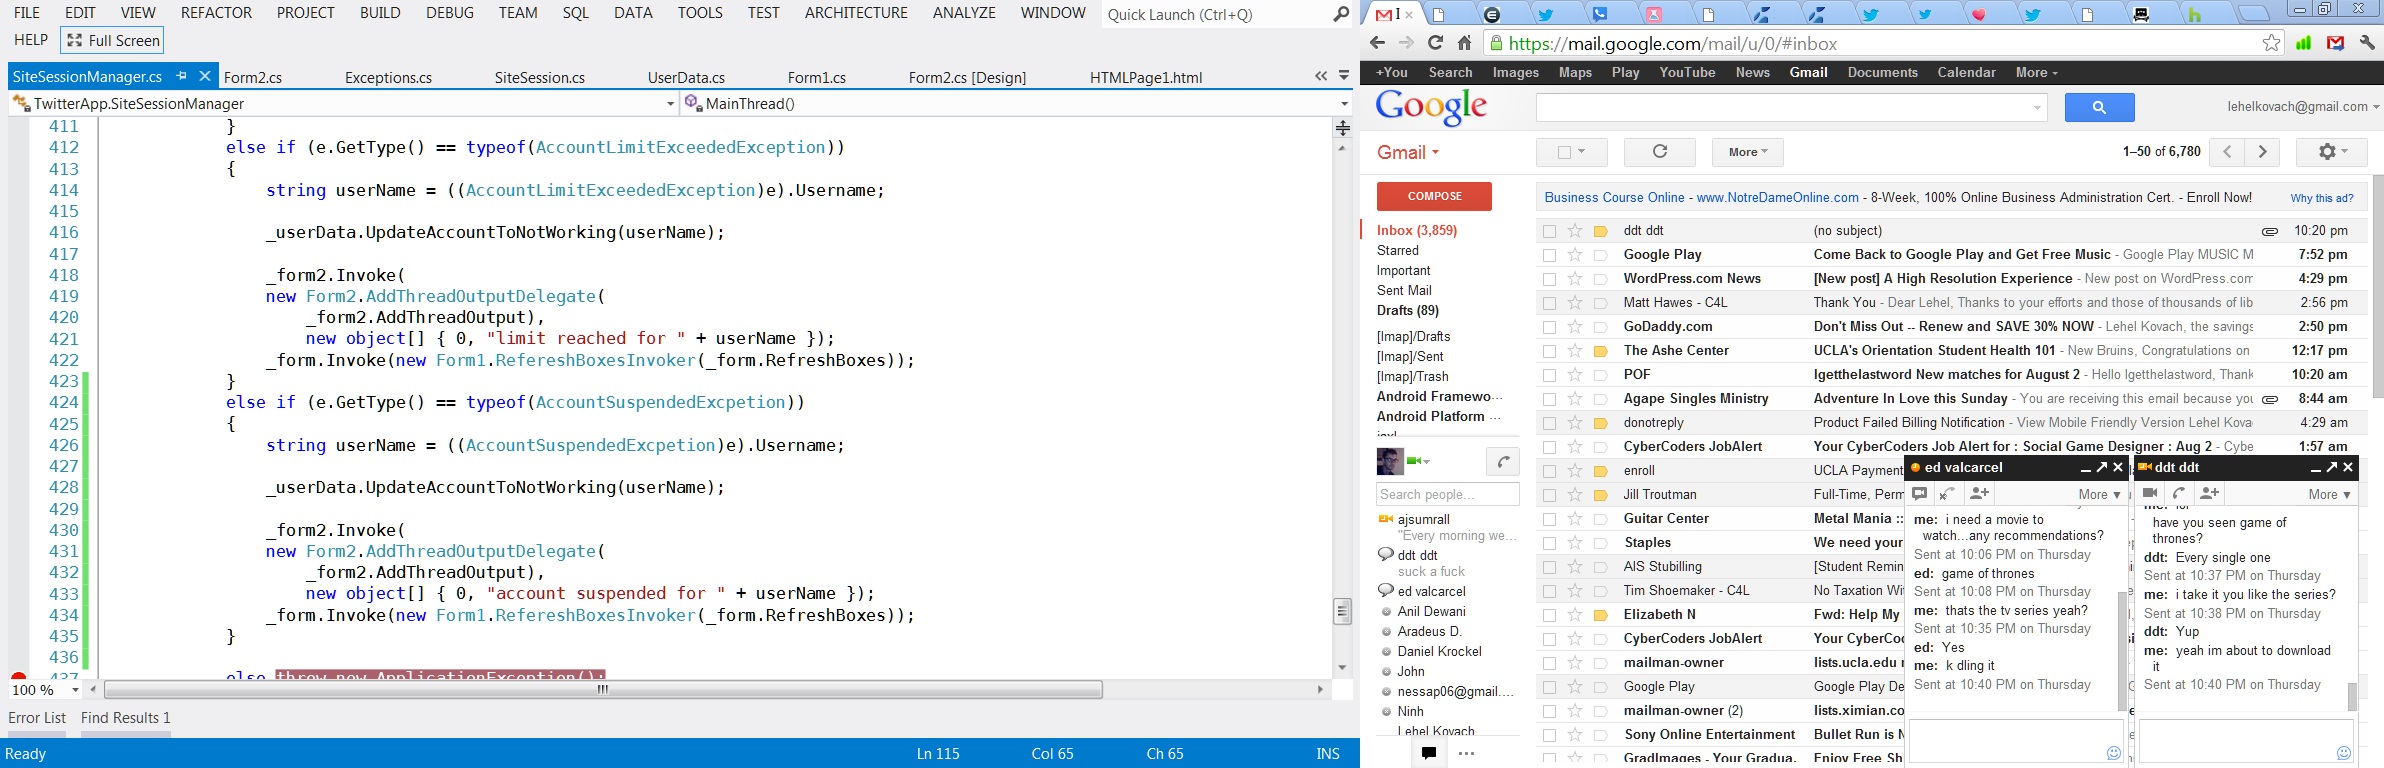 FILE EDIT VIEW REFACTOR PROJECT BUILD DEBUG TEAM SQL DATA TOOLS TEST ARCHITECTURE ANALYZE WINDOW Quick Launch (Ctrl+Q)
HELP Full Screen
SiteSessionManager.cs Form2.cs Exceptions.cs SiteSession.cs UserData.cs Form1.cs Form2.cs [Design] HTMLPage1.html
TwitterApp.SiteSessionManager MainThread()
411 }
412 else if (e.GetType() == typeof(AccountLimitExceededException))
413 {
414 string userName = ((AccountLimitExceededException)e).Username;
415
416 _userData.UpdateAccountToNotWorking(userName);
417
418 _form2.Invoke(
419 new Form2.AddThreadOutputDelegate(
420 _form2.AddThreadOutput),
421 new object[] { 0, "limit reached for " + userName });
422 _form.Invoke(new Form1.RefereshBoxesInvoker(_form.RefreshBoxes));
423 }
424 else if (e.GetType() == typeof(AccountSuspendedExcpetion))
425 {
426 string userName = ((AccountSuspendedExcpetion)e).Username;
427
428 _userData.UpdateAccountToNotWorking(userName);
429
430 _form2.Invoke(
431 new Form2.AddThreadOutputDelegate(
432 _form2.AddThreadOutput),
433 new object[] { 0, "account suspended for " + userName });
434 _form.Invoke(new Form1.RefereshBoxesInvoker(_form.RefreshBoxes));
435 }
436
437 else throw new ApplicationException();
100 %
Error List Find Results 1
Ready Ln 115 Col 65 Ch 65 INS
https://mail.google.com/mail/u/0/#inbox
+You Search Images Maps Play YouTube News Gmail Documents Calendar More
Google lehelkovach@gmail.com
Gmail More 1–50 of 6,780
COMPOSE
Inbox (3,859)
Starred
Important
Sent Mail
Drafts (89)
[Imap]/Drafts
[Imap]/Sent
[Imap]/Trash
Android Framewo...
Android Platform ...
Search people...
ajsumrall
"Every morning we...
ddt ddt
suck a fuck
ed valcarcel
Anil Dewani
Aradeus D.
Daniel Krockel
John
nessap06@gmail....
Ninh
Lehel Kovach
Business Course Online - www.NotreDameOnline.com - 8-Week, 100% Online Business Administration Cert. - Enroll Now! Why this ad?
ddt ddt (no subject) 10:20 pm
Google Play Come Back to Google Play and Get Free Music - Google Play MUSIC M 7:52 pm
WordPress.com News [New post] A High Resolution Experience - New post on WordPress.com 4:29 pm
Matt Hawes - C4L Thank You - Dear Lehel, Thanks to your efforts and those of thousands of lib 2:56 pm
GoDaddy.com Don't Miss Out -- Renew and SAVE 30% NOW - Lehel Kovach, the savings 2:50 pm
The Ashe Center UCLA's Orientation Student Health 101 - New Bruins, Congratulations on 12:17 pm
POF Igetthelastword New matches for August 2 - Hello Igetthelastword, Thank 10:20 am
Agape Singles Ministry Adventure In Love this Sunday - You are receiving this email because you 8:44 am
donotreply Product Failed Billing Notification - View Mobile Friendly Version Lehel Kova 4:29 am
CyberCoders JobAlert Your CyberCoders Job Alert for : Social Game Designer : Aug 2 - Cybe 1:57 am
enroll UCLA Payment
Jill Troutman Full-Time, Perm
Guitar Center Metal Mania ::
Staples We need your
AIS Stubilling [Student Remin
Tim Shoemaker - C4L No Taxation Wi
Elizabeth N Fwd: Help My
CyberCoders JobAlert Your CyberCo
mailman-owner lists.ucla.edu
Google Play Google Play De
mailman-owner (2) lists.ximian.co
Sony Online Entertainment Bullet Run is N
GradImages - Your Gradua. Enjoy Free Sh
ed valcarcel
More
me: i need a movie to
watch...any recommendations?
Sent at 10:06 PM on Thursday
ed: game of thrones
Sent at 10:08 PM on Thursday
me: thats the tv series yeah?
Sent at 10:35 PM on Thursday
ed: Yes
me: k dling it
Sent at 10:40 PM on Thursday
ddt ddt
More
me: lol
have you seen game of
thrones?
ddt: Every single one
Sent at 10:37 PM on Thursday
me: i take it you like the series?
Sent at 10:38 PM on Thursday
ddt: Yup
me: yeah im about to download
it
Sent at 10:40 PM on Thursday